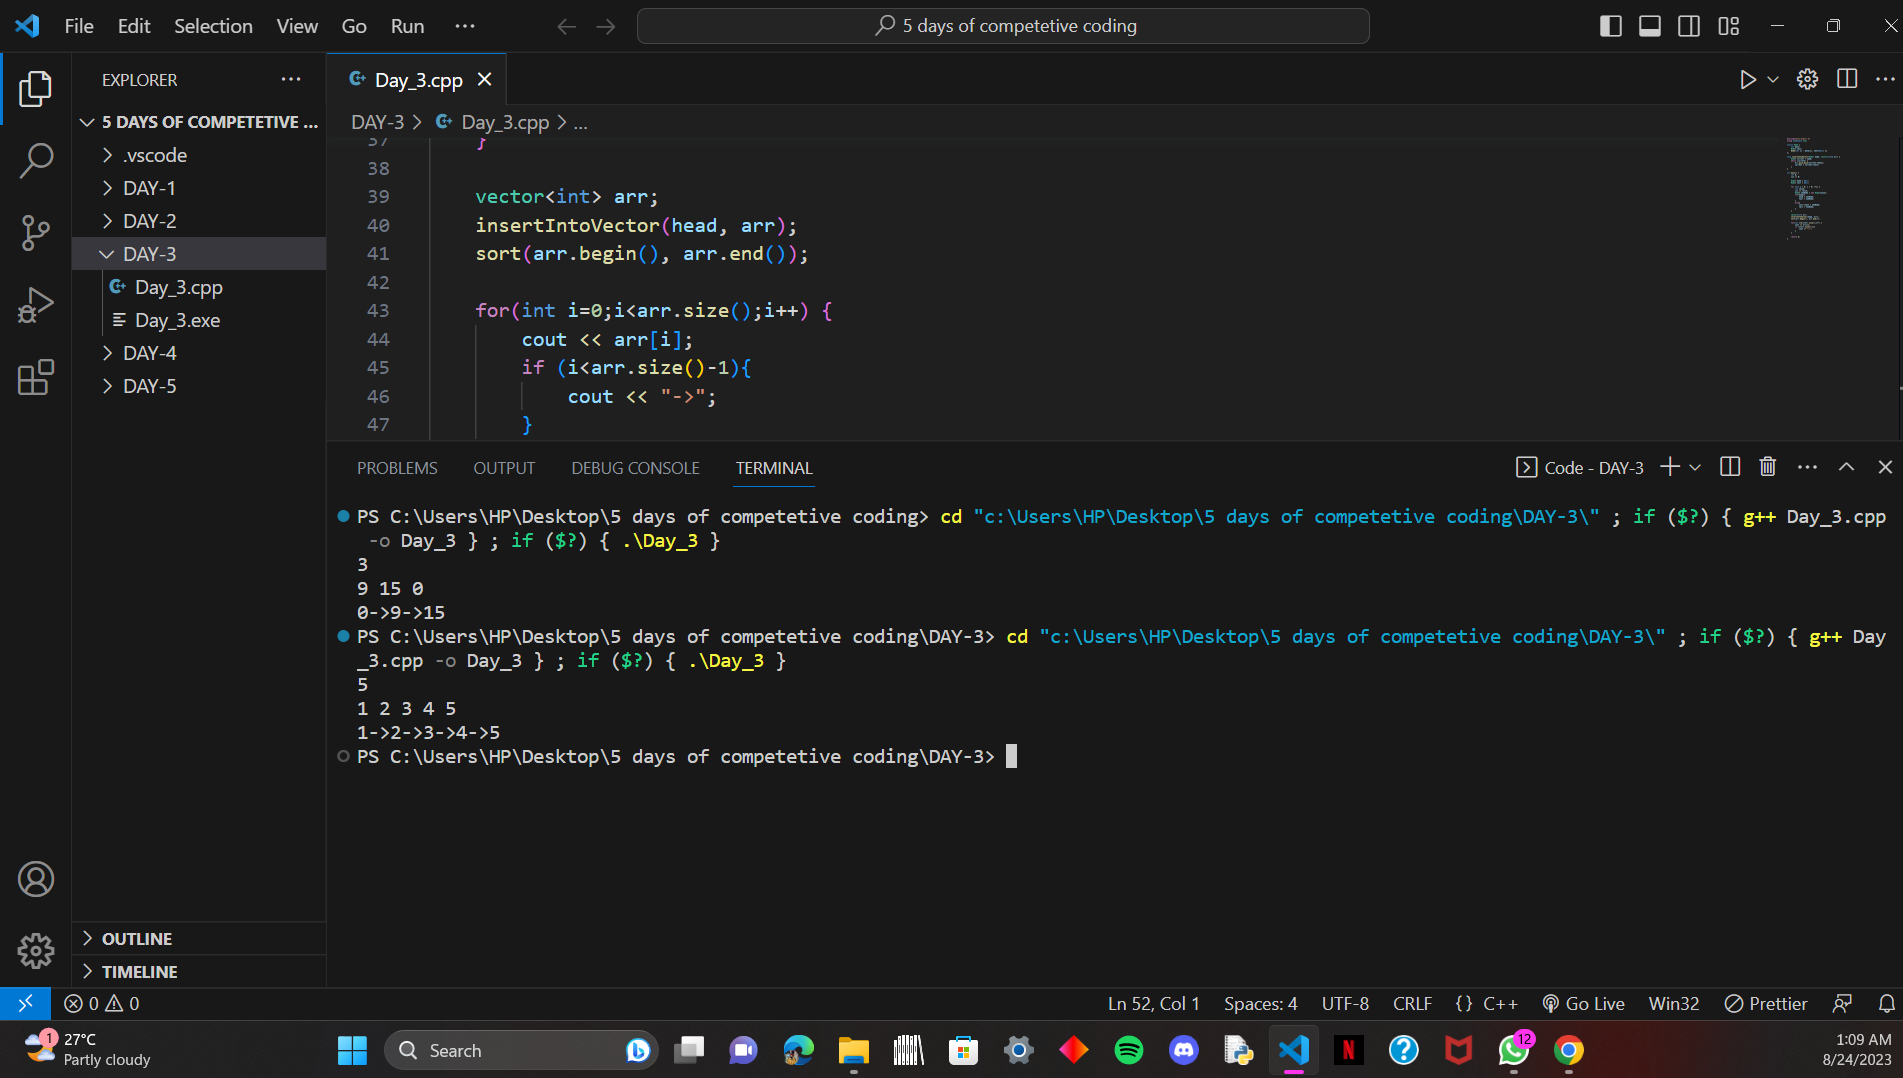 File Edit Selection View Go Run ···
5 days of competetive coding
EXPLORER
5 DAYS OF COMPETETIVE ...
.vscode
DAY-1
DAY-2
DAY-3
Day_3.cpp
Day_3.exe
DAY-4
DAY-5
OUTLINE
TIMELINE
Day_3.cpp
DAY-3 > Day_3.cpp > ...
37 }
38
39 vector<int> arr;
40 insertIntoVector(head, arr);
41 sort(arr.begin(), arr.end());
42
43 for(int i=0;i<arr.size();i++) {
44 cout << arr[i];
45 if (i<arr.size()-1){
46 cout << "->";
47 }
PROBLEMS OUTPUT DEBUG CONSOLE TERMINAL
Code - DAY-3
PS C:\Users\HP\Desktop\5 days of competetive coding> cd "c:\Users\HP\Desktop\5 days of competetive coding\DAY-3\" ; if ($?) { g++ Day_3.cpp
-o Day_3 } ; if ($?) { .\Day_3 }
3
9 15 0
0->9->15
PS C:\Users\HP\Desktop\5 days of competetive coding\DAY-3> cd "c:\Users\HP\Desktop\5 days of competetive coding\DAY-3\" ; if ($?) { g++ Day
_3.cpp -o Day_3 } ; if ($?) { .\Day_3 }
5
1 2 3 4 5
1->2->3->4->5
PS C:\Users\HP\Desktop\5 days of competetive coding\DAY-3>
0 0
Ln 52, Col 1 Spaces: 4 UTF-8 CRLF {} C++ Go Live Win32 Prettier
1
27°C
Partly cloudy
Search
N
?
12
1:09 AM
8/24/2023